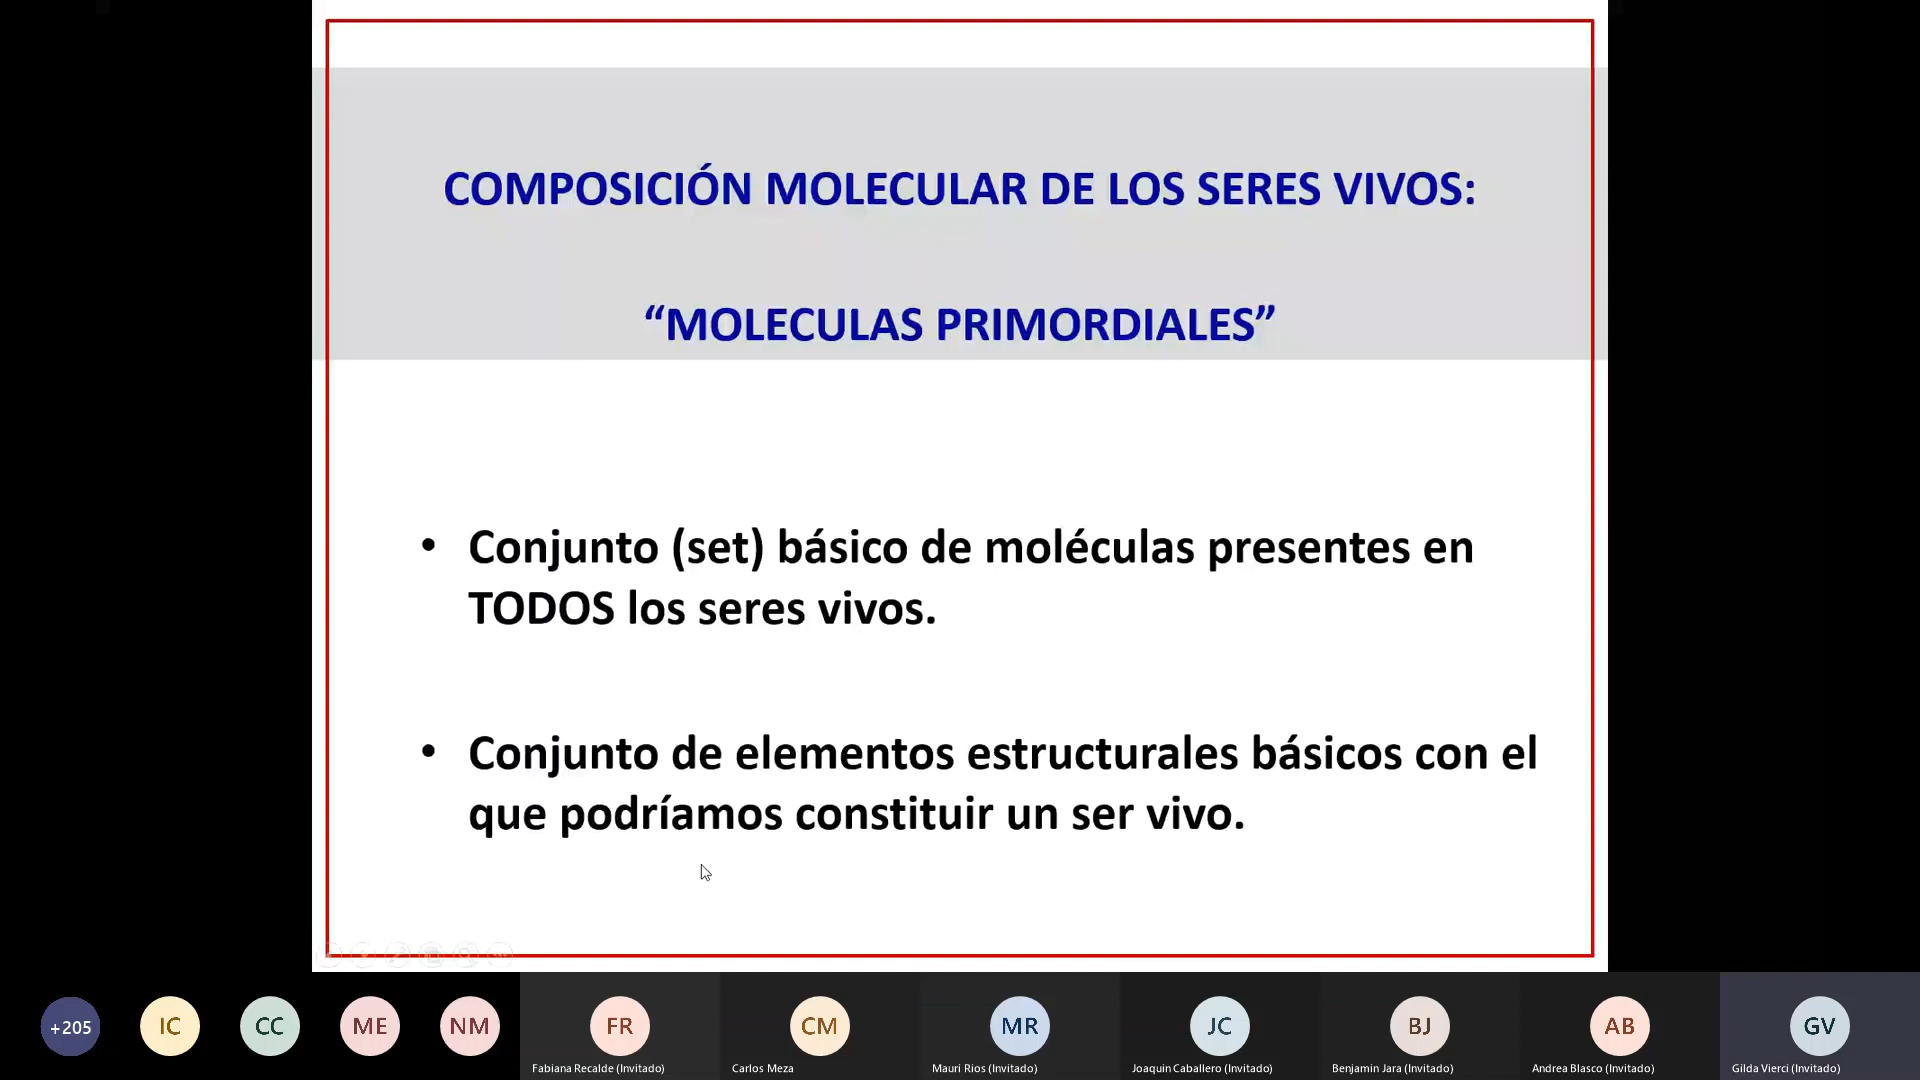 COMPOSICIÓN MOLECULAR DE LOS SERES VIVOS:
“MOLECULAS PRIMORDIALES”
• Conjunto (set) básico de moléculas presentes en
TODOS los seres vivos.
• Conjunto de elementos estructurales básicos con el
que podríamos constituir un ser vivo.
+205 IC CC ME NM FR CM MR JC BJ AB GV
Fabiana Recalde (Invitado) Carlos Meza Mauri Rios (Invitado) Joaquin Caballero (Invitado) Benjamin Jara (Invitado) Andrea Blasco (Invitado) Gilda Vierci (Invitado)